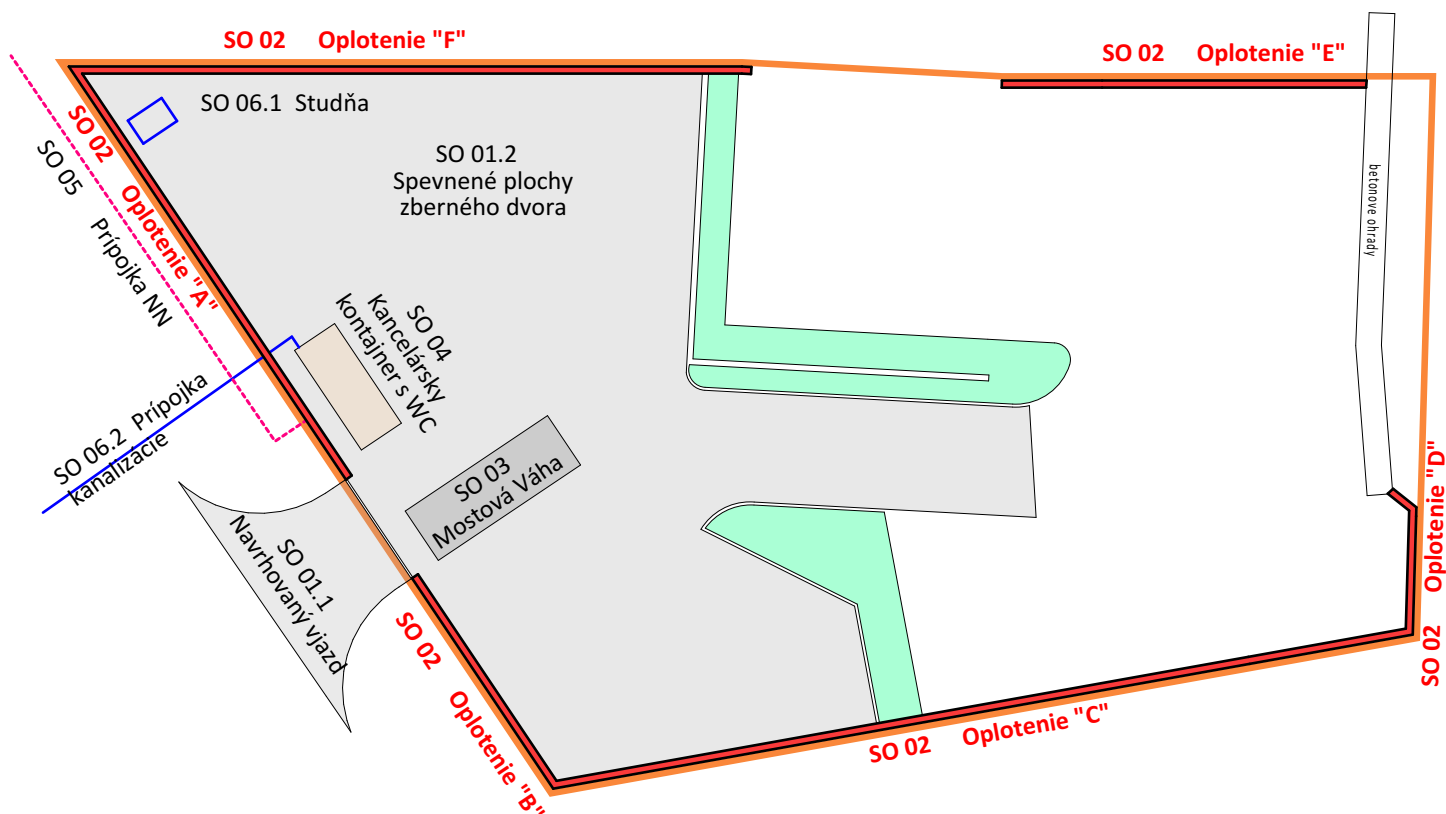 SO 02 Oplotenie "F"
SO 02 Oplotenie "E"
SO 06.1 Studňa
SO 02 Oplotenie "A"
SO 05 Prípojka NN
SO 01.2
Spevnené plochy
zberného dvora
betonove ohrady
SO 04
Kancelársky
kontajner s WC
SO 06.2 Prípojka
kanalizácie
SO 03
Mostová Váha
SO 01.1
Navrhovaný vjazd
SO 02 Oplotenie "B"
SO 02 Oplotenie "C"
SO 02 Oplotenie "D"